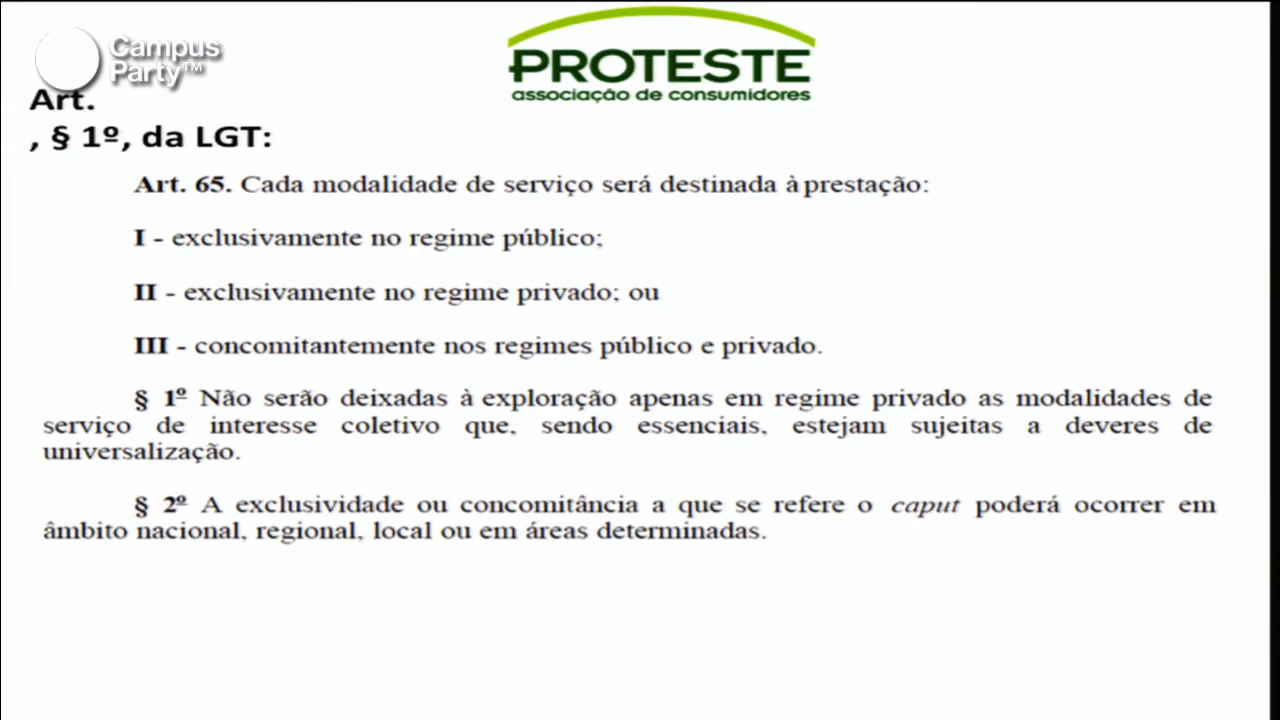 Campus
Party™
PROTESTE
associação de consumidores
Art.
, § 1º, da LGT:
Art. 65. Cada modalidade de serviço será destinada à prestação:
I - exclusivamente no regime público;
II - exclusivamente no regime privado; ou
III - concomitantemente nos regimes público e privado.
§ 1º Não serão deixadas à exploração apenas em regime privado as modalidades de
serviço de interesse coletivo que, sendo essenciais, estejam sujeitas a deveres de
universalização.
§ 2º A exclusividade ou concomitância a que se refere o caput poderá ocorrer em
âmbito nacional, regional, local ou em áreas determinadas.